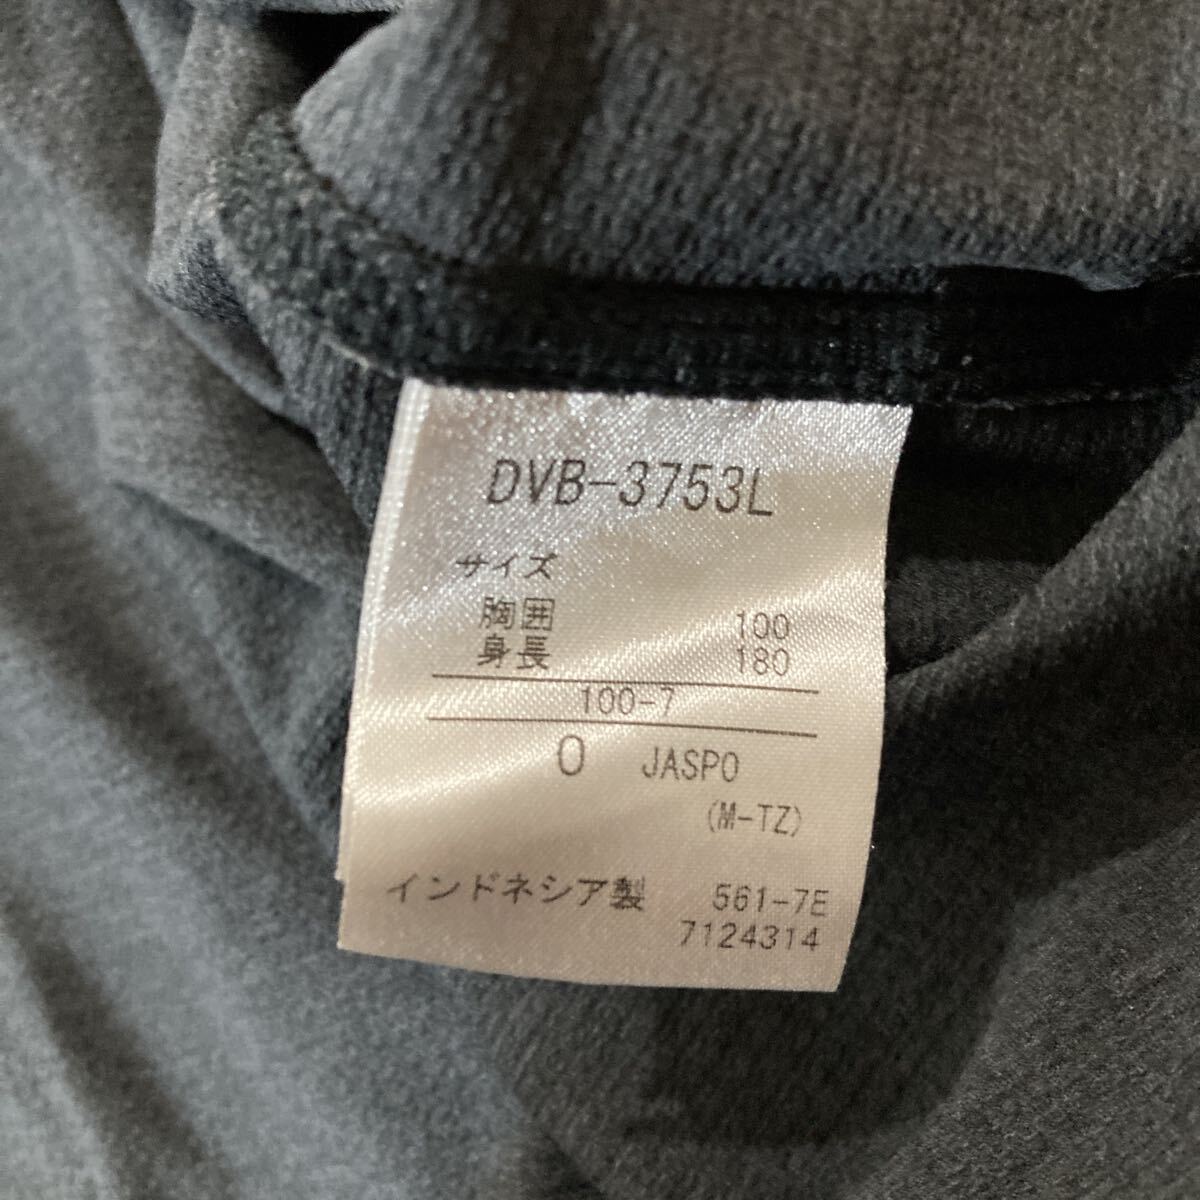 DVB-3753L
サイズ
胸囲 100
身長 180
100-7
O JASPO
(M-TZ)
インドネシア製 561-7E
7124314